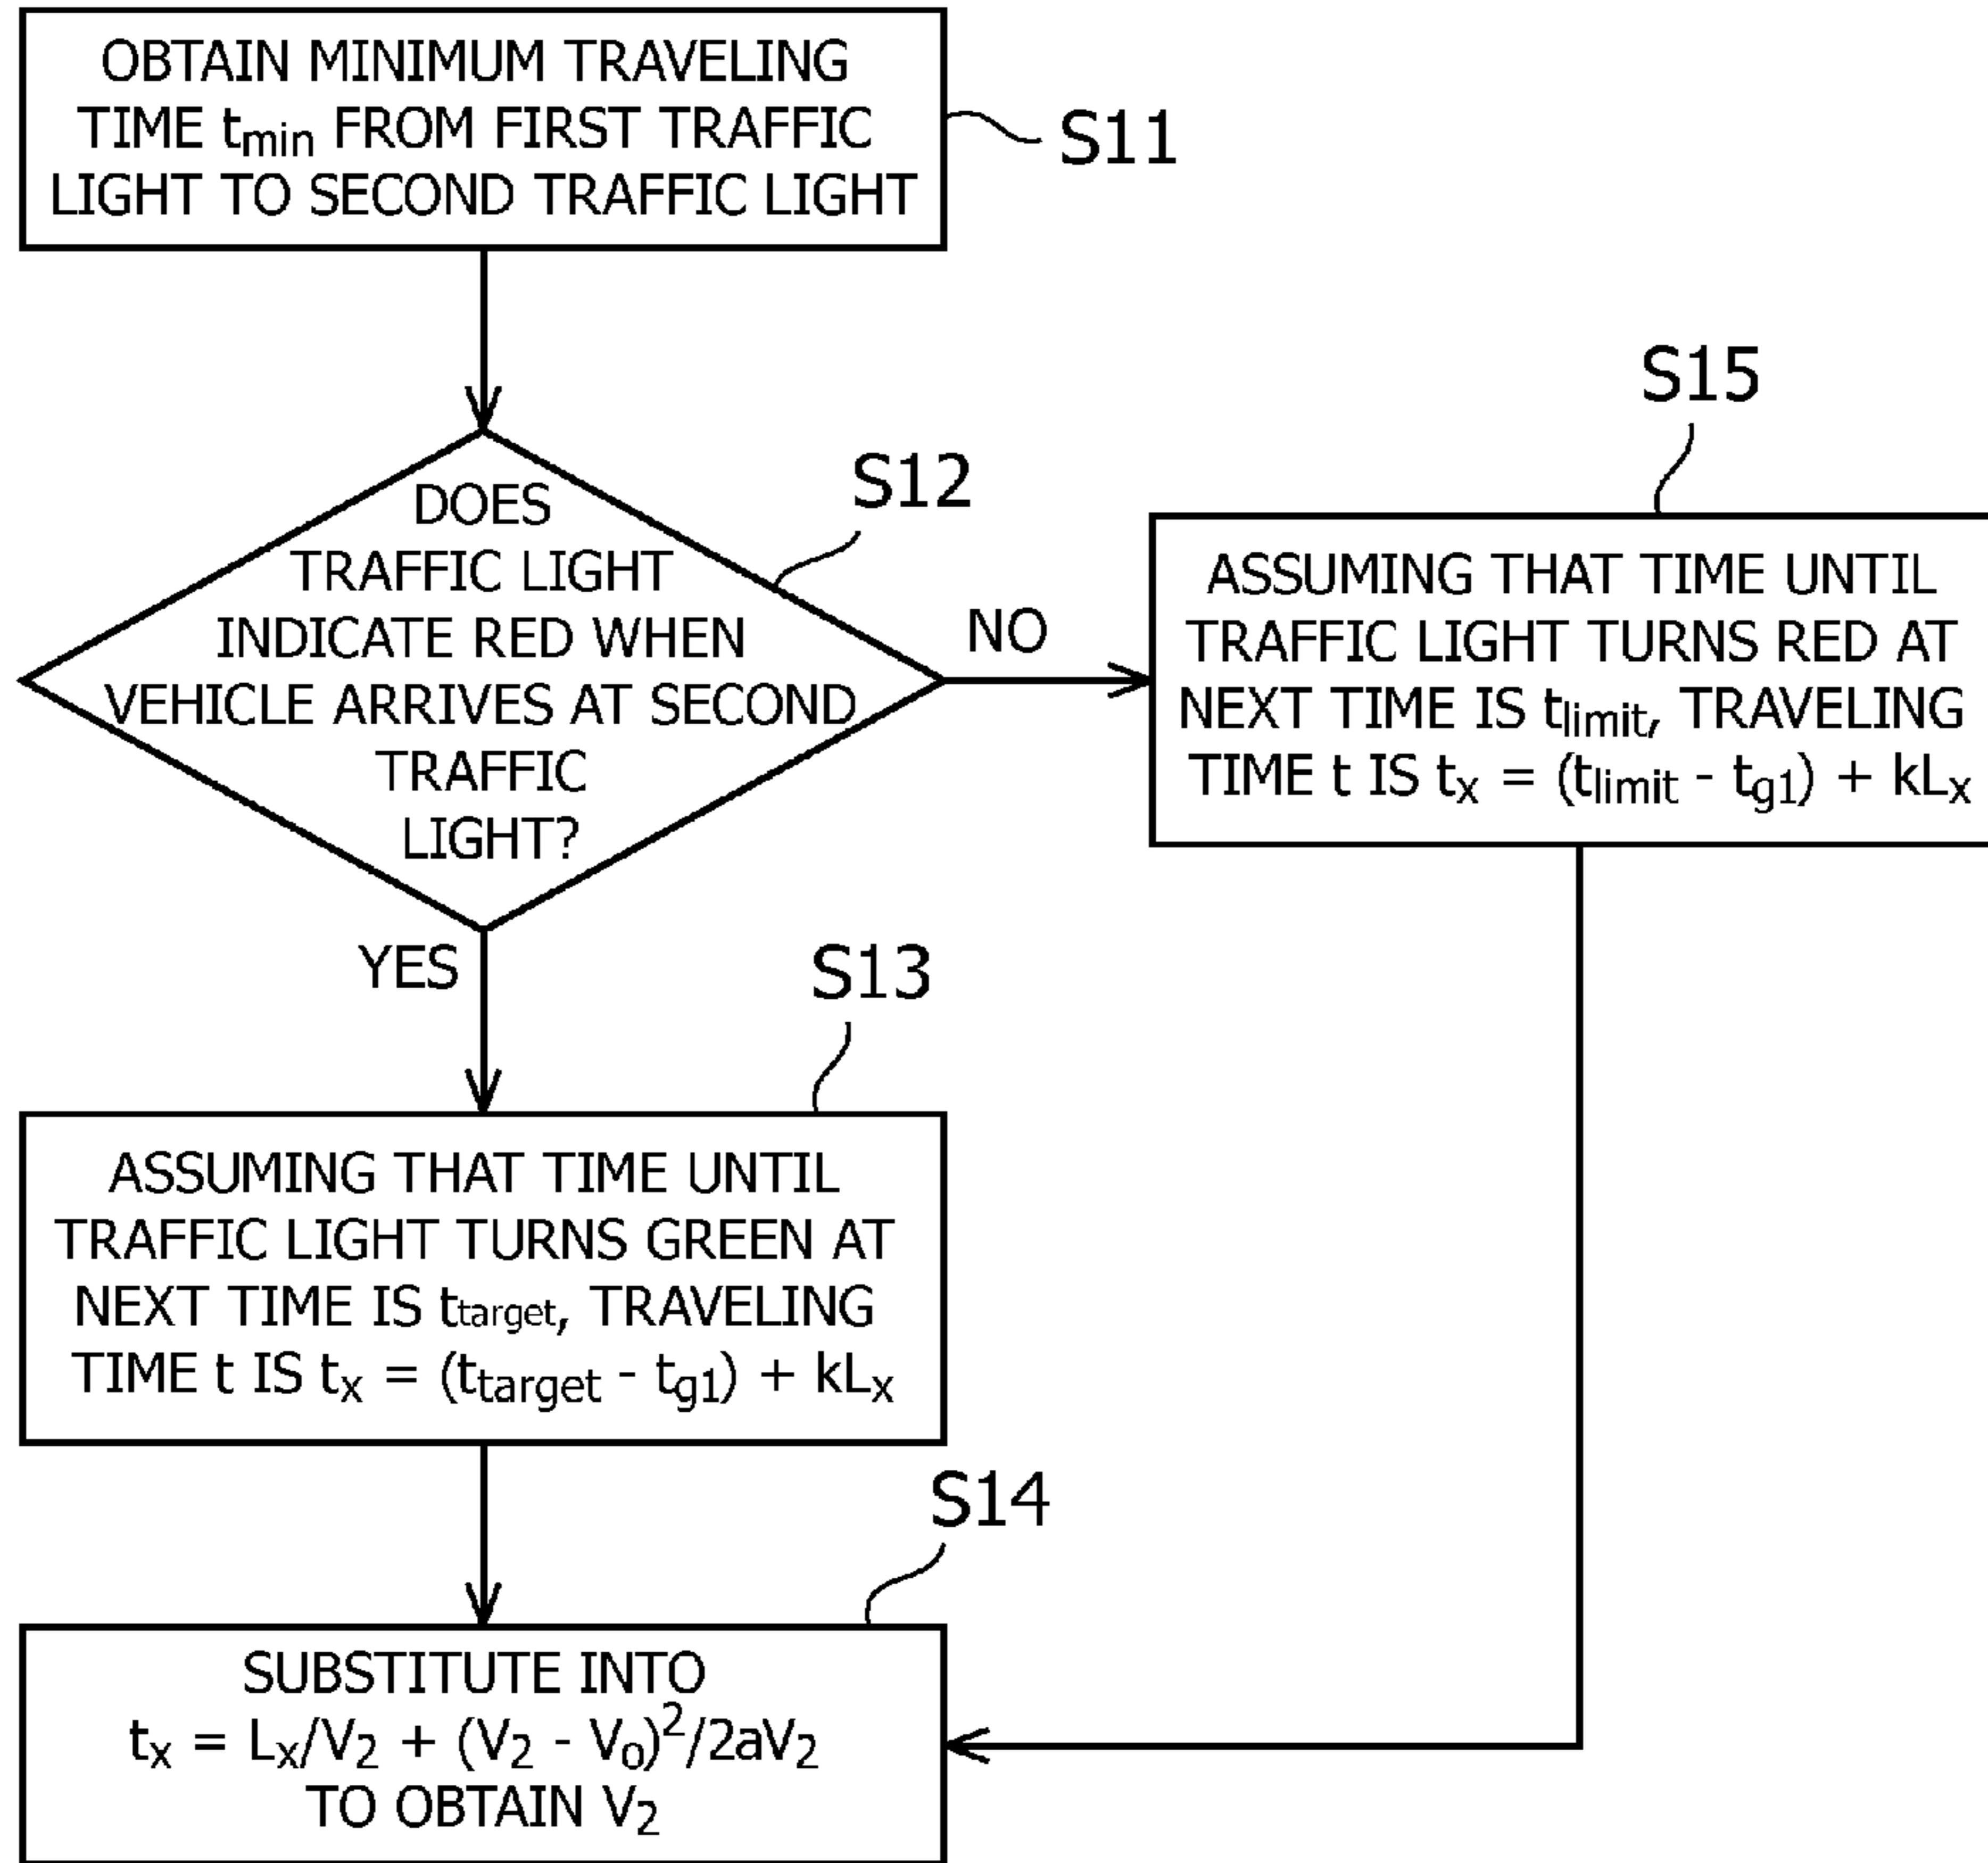 OBTAIN MINIMUM TRAVELING
TIME tmin FROM FIRST TRAFFIC
LIGHT TO SECOND TRAFFIC LIGHT
S11
DOES
TRAFFIC LIGHT
INDICATE RED WHEN
VEHICLE ARRIVES AT SECOND
TRAFFIC
LIGHT?
S12
NO
S15
ASSUMING THAT TIME UNTIL
TRAFFIC LIGHT TURNS RED AT
NEXT TIME IS tlimit, TRAVELING
TIME t IS tx = (tlimit - tg1) + kLx
YES
S13
ASSUMING THAT TIME UNTIL
TRAFFIC LIGHT TURNS GREEN AT
NEXT TIME IS ttarget, TRAVELING
TIME t IS tx = (ttarget - tg1) + kLx
S14
SUBSTITUTE INTO
tx = Lx/V2 + (V2 - Vo)2/2aV2
TO OBTAIN V2